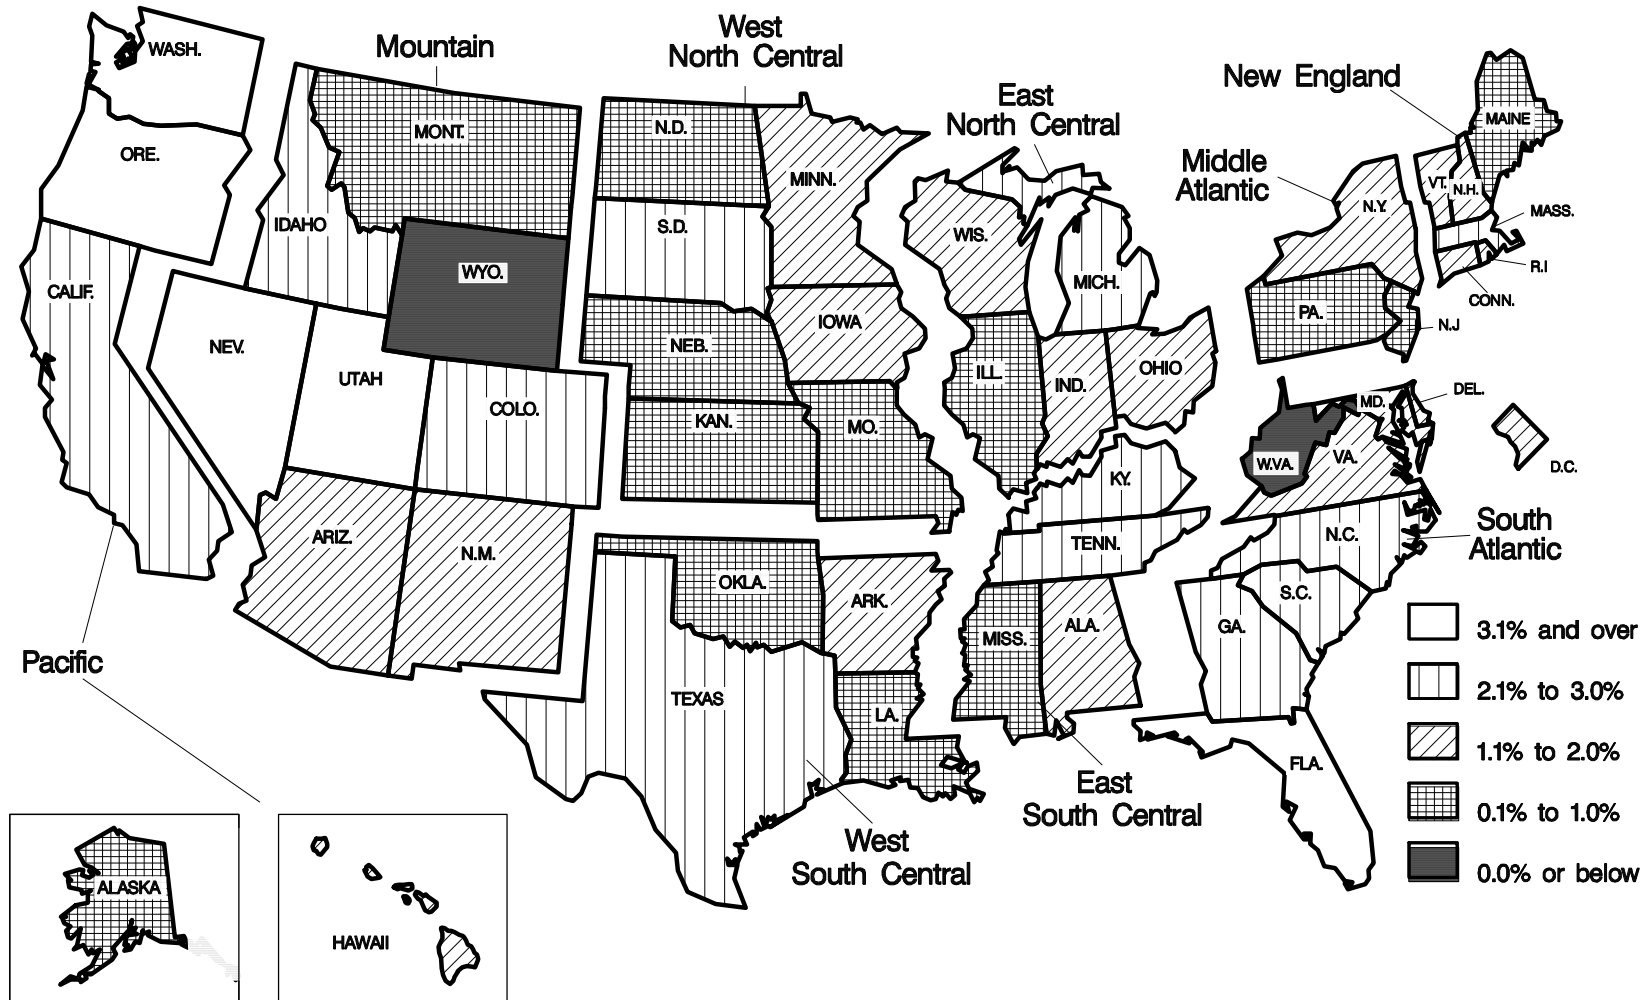 West
North Central
Mountain
WASH.
New England
East
North Central
MAINE
N.D.
MONT.
ORE.
Middle
Atlantic
MINN.
VT.
N.H.
N.Y.
MASS.
IDAHO
S.D.
WIS.
R.I
WYO.
MICH.
CALIF.
CONN.
PA.
IOWA
N.J
NEV.
NEB.
UTAH
ILL.
IND.
OHIO
DEL.
MD.
COLO.
KAN.
MO.
VA.
W.VA.
D.C.
KY.
South
Atlantic
ARIZ.
N.M.
TENN.
N.C.
OKLA.
ARK.
S.C.
MISS.
ALA.
GA.
3.1% and over
Pacific
2.1% to 3.0%
TEXAS
LA.
1.1% to 2.0%
FLA.
East
South Central
0.1% to 1.0%
West
South Central
0.0% or below
ALASKA
HAWAII